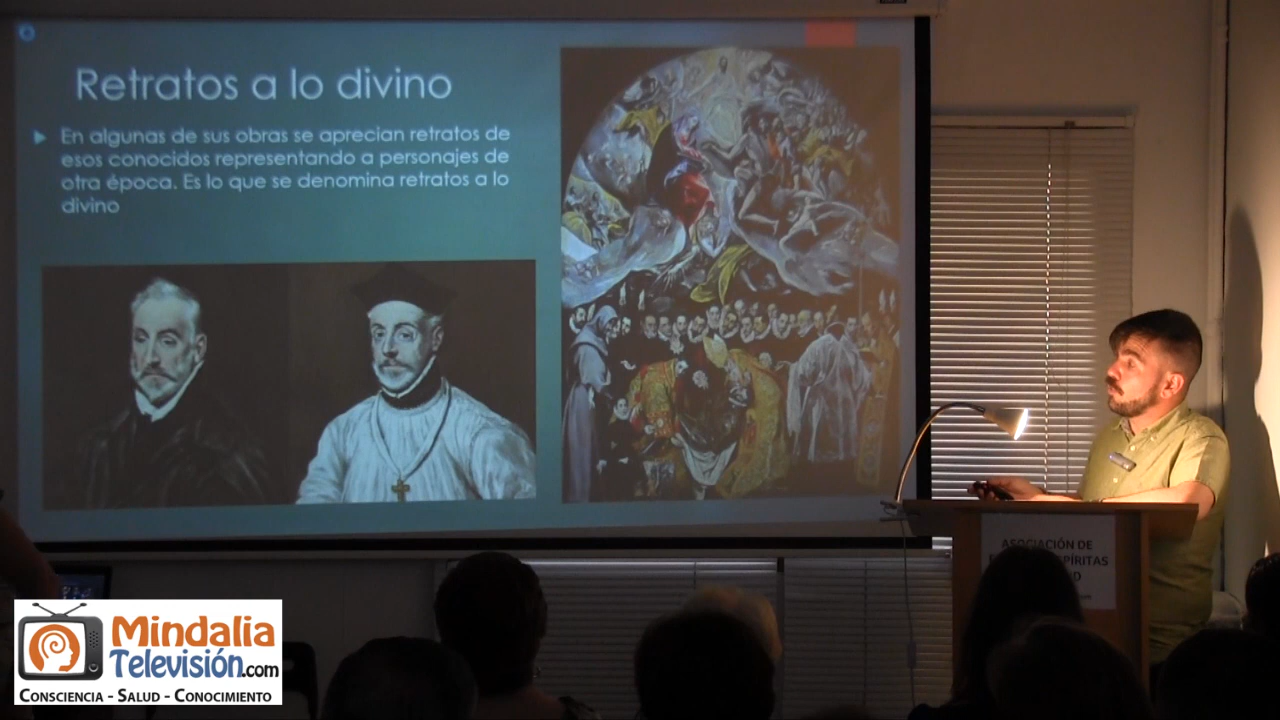 Retratos a lo divino
En algunas de sus obras se aprecian retratos de
esos conocidos representando a personajes de
otra época. Es lo que se denomina retratos a lo
divino
ASOCIACIÓN DE
Mindalia
Televisión.com
CONSCIENCIA - SALUD - CONOCIMIENTO